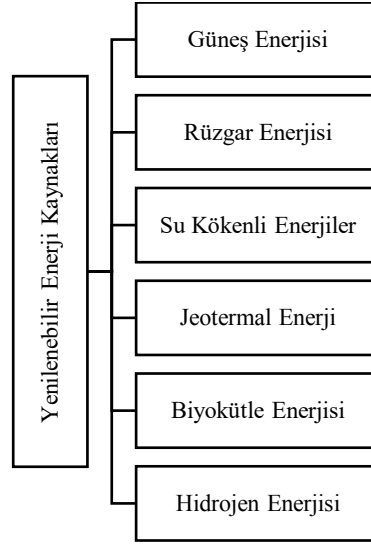 Yenilenebilir Enerji Kaynakları
Güneş Enerjisi
Rüzgar Enerjisi
Su Kökenli Enerjiler
Jeotermal Enerji
Biyokütle Enerjisi
Hidrojen Enerjisi